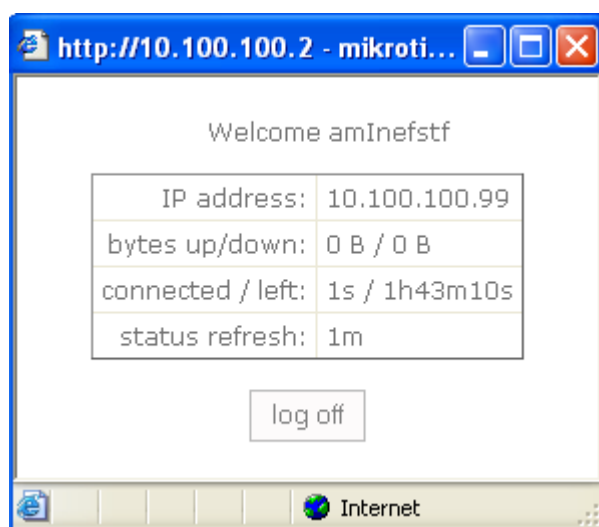 http://10.100.100.2 - mikroti...
Welcome amInefstf
IP address: 10.100.100.99
bytes up/down: 0 B / 0 B
connected / left: 1s / 1h43m10s
status refresh: 1m
log off
Internet